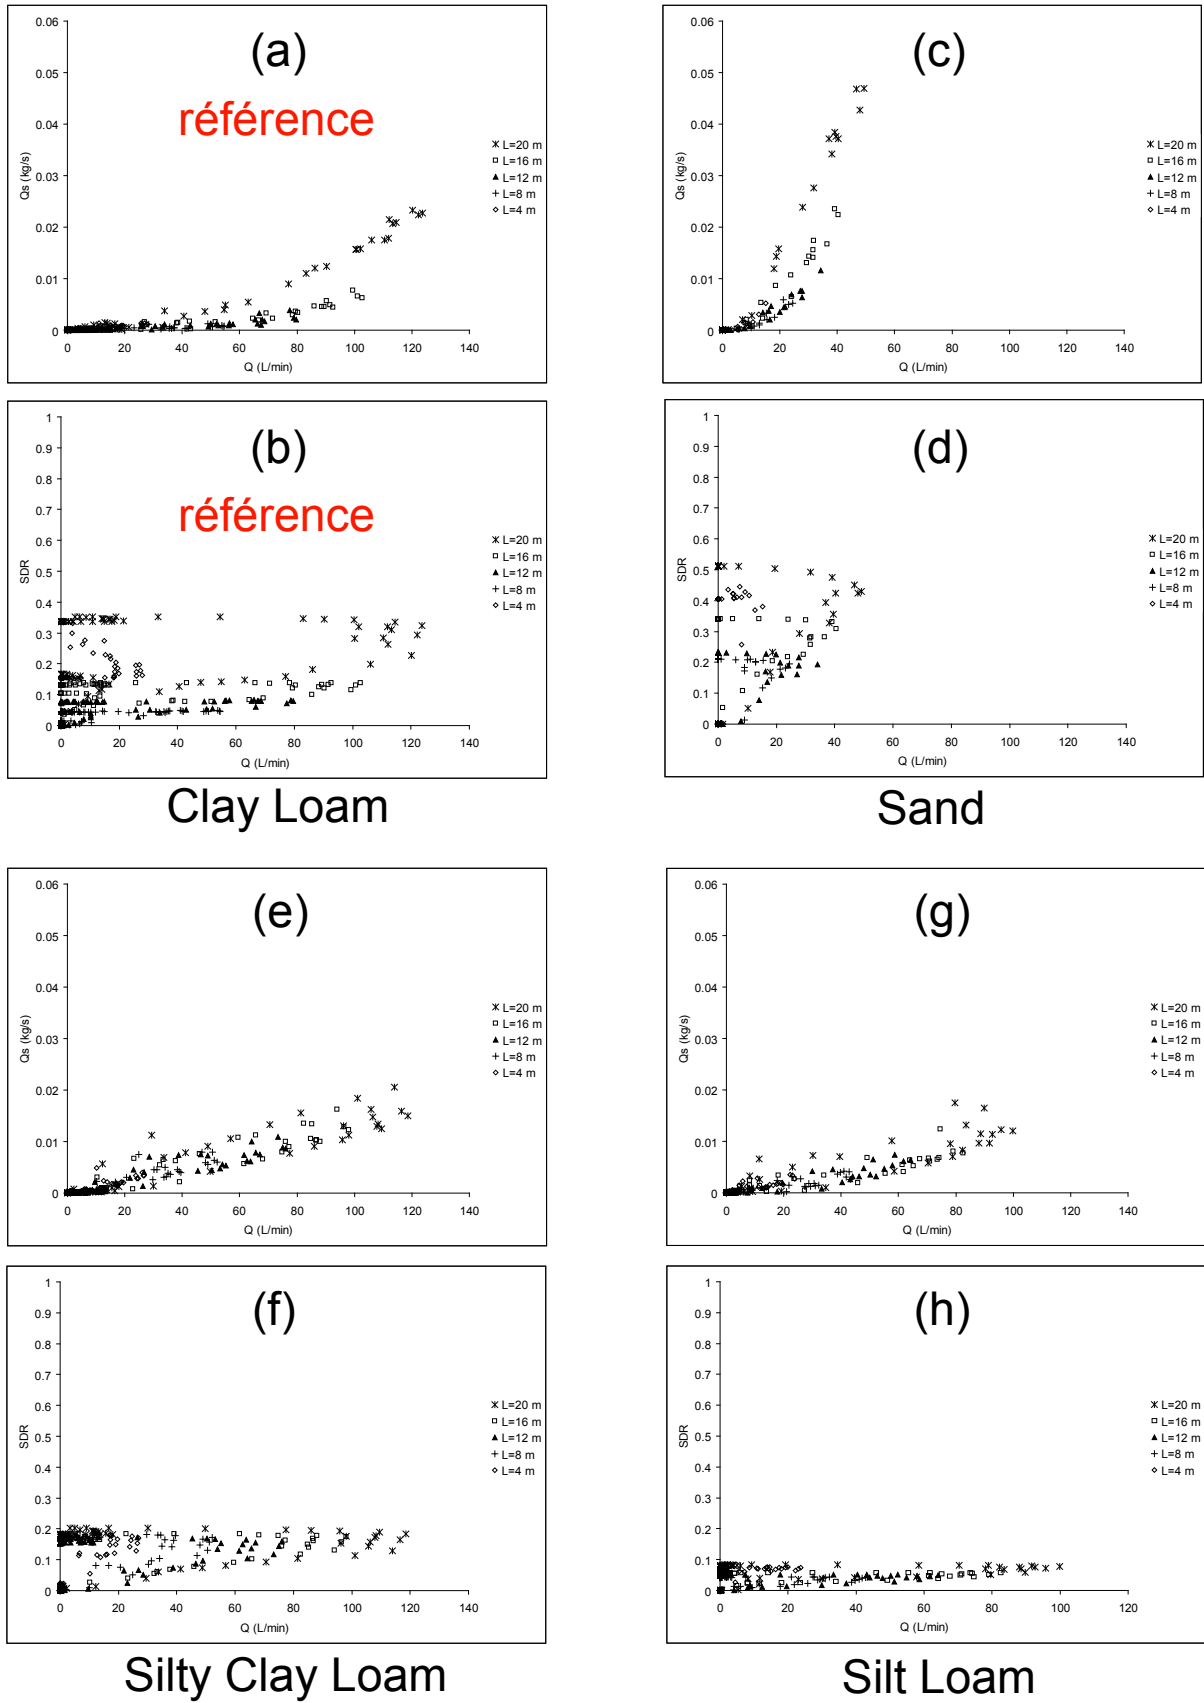 (a)
référence
0.06
0.05
0.04
0.03
0.02
0.01
0
Qs (kg/s)
0 20 40 60 80 100 120 140
Q (L/min)
L=20 m
L=16 m
L=12 m
L=8 m
L=4 m
(c)
0.06
0.05
0.04
0.03
0.02
0.01
0
Qs (kg/s)
0 20 40 60 80 100 120 140
Q (L/min)
L=20 m
L=16 m
L=12 m
L=8 m
L=4 m
(b)
référence
1
0.9
0.8
0.7
0.6
0.5
0.4
0.3
0.2
0.1
0
SDR
0 20 40 60 80 100 120 140
Q (L/min)
L=20 m
L=16 m
L=12 m
L=8 m
L=4 m
Clay Loam
(d)
1
0.9
0.8
0.7
0.6
0.5
0.4
0.3
0.2
0.1
0
SDR
0 20 40 60 80 100 120 140
Q (L/min)
L=20 m
L=16 m
L=12 m
L=8 m
L=4 m
Sand
(e)
0.06
0.05
0.04
0.03
0.02
0.01
0
Qs (kg/s)
0 20 40 60 80 100 120 140
Q (L/min)
L=20 m
L=16 m
L=12 m
L=8 m
L=4 m
(g)
0.06
0.05
0.04
0.03
0.02
0.01
0
Qs (kg/s)
0 20 40 60 80 100 120 140
Q (L/min)
L=20 m
L=16 m
L=12 m
L=8 m
L=4 m
(f)
1
0.9
0.8
0.7
0.6
0.5
0.4
0.3
0.2
0.1
0
SDR
0 20 40 60 80 100 120 140
Q (L/min)
L=20 m
L=16 m
L=12 m
L=8 m
L=4 m
Silty Clay Loam
(h)
1
0.9
0.8
0.7
0.6
0.5
0.4
0.3
0.2
0.1
0
SDR
0 20 40 60 80 100 120
Q (L/min)
L=20 m
L=16 m
L=12 m
L=8 m
L=4 m
Silt Loam